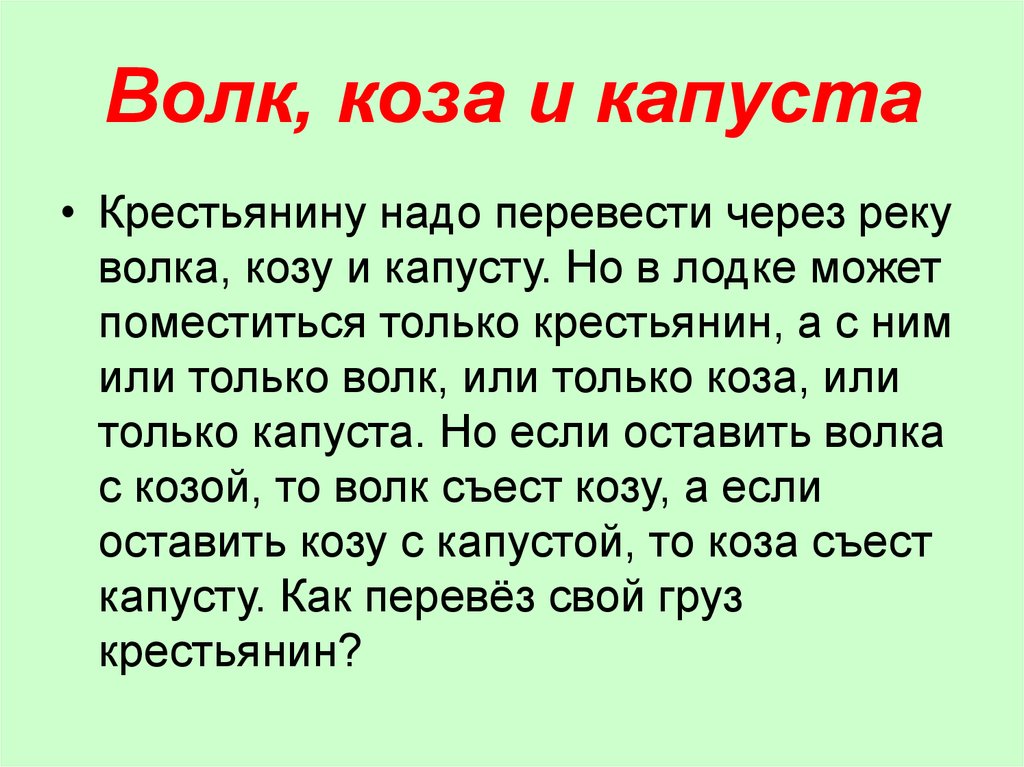 Волк, коза и капуста
• Крестьянину надо перевести через реку
волка, козу и капусту. Но в лодке может
поместиться только крестьянин, а с ним
или только волк, или только коза, или
только капуста. Но если оставить волка
с козой, то волк съест козу, а если
оставить козу с капустой, то коза съест
капусту. Как перевёз свой груз
крестьянин?